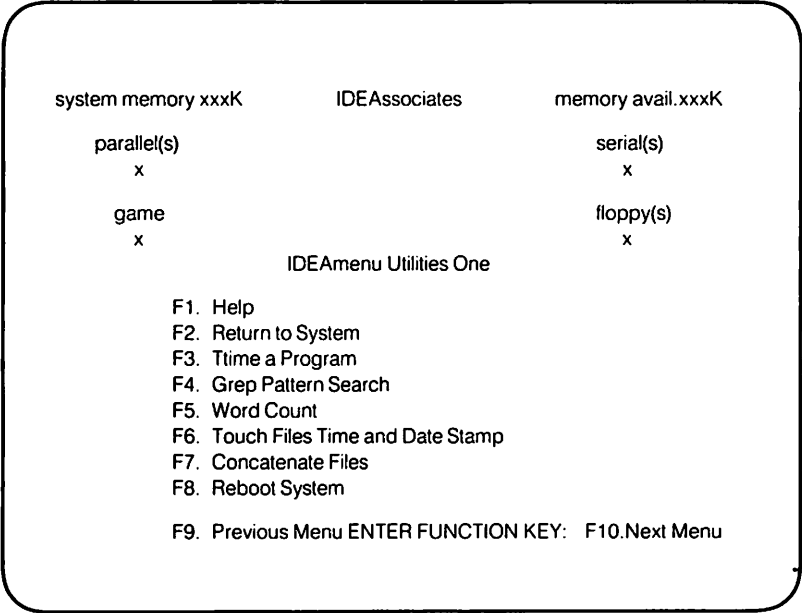 system memory xxxK IDEAssociates memory avail.xxxK
parallel(s) serial(s)
x x
game floppy(s)
x x
IDEAmenu Utilities One
F1. Help
F2. Return to System
F3. Ttime a Program
F4. Grep Pattern Search
F5. Word Count
F6. Touch Files Time and Date Stamp
F7. Concatenate Files
F8. Reboot System
F9. Previous Menu ENTER FUNCTION KEY: F10.Next Menu